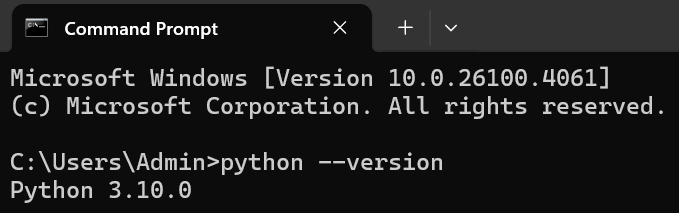 Command Prompt
Microsoft Windows [Version 10.0.26100.4061]
(c) Microsoft Corporation. All rights reserved.
C:\Users\Admin>python --version
Python 3.10.0